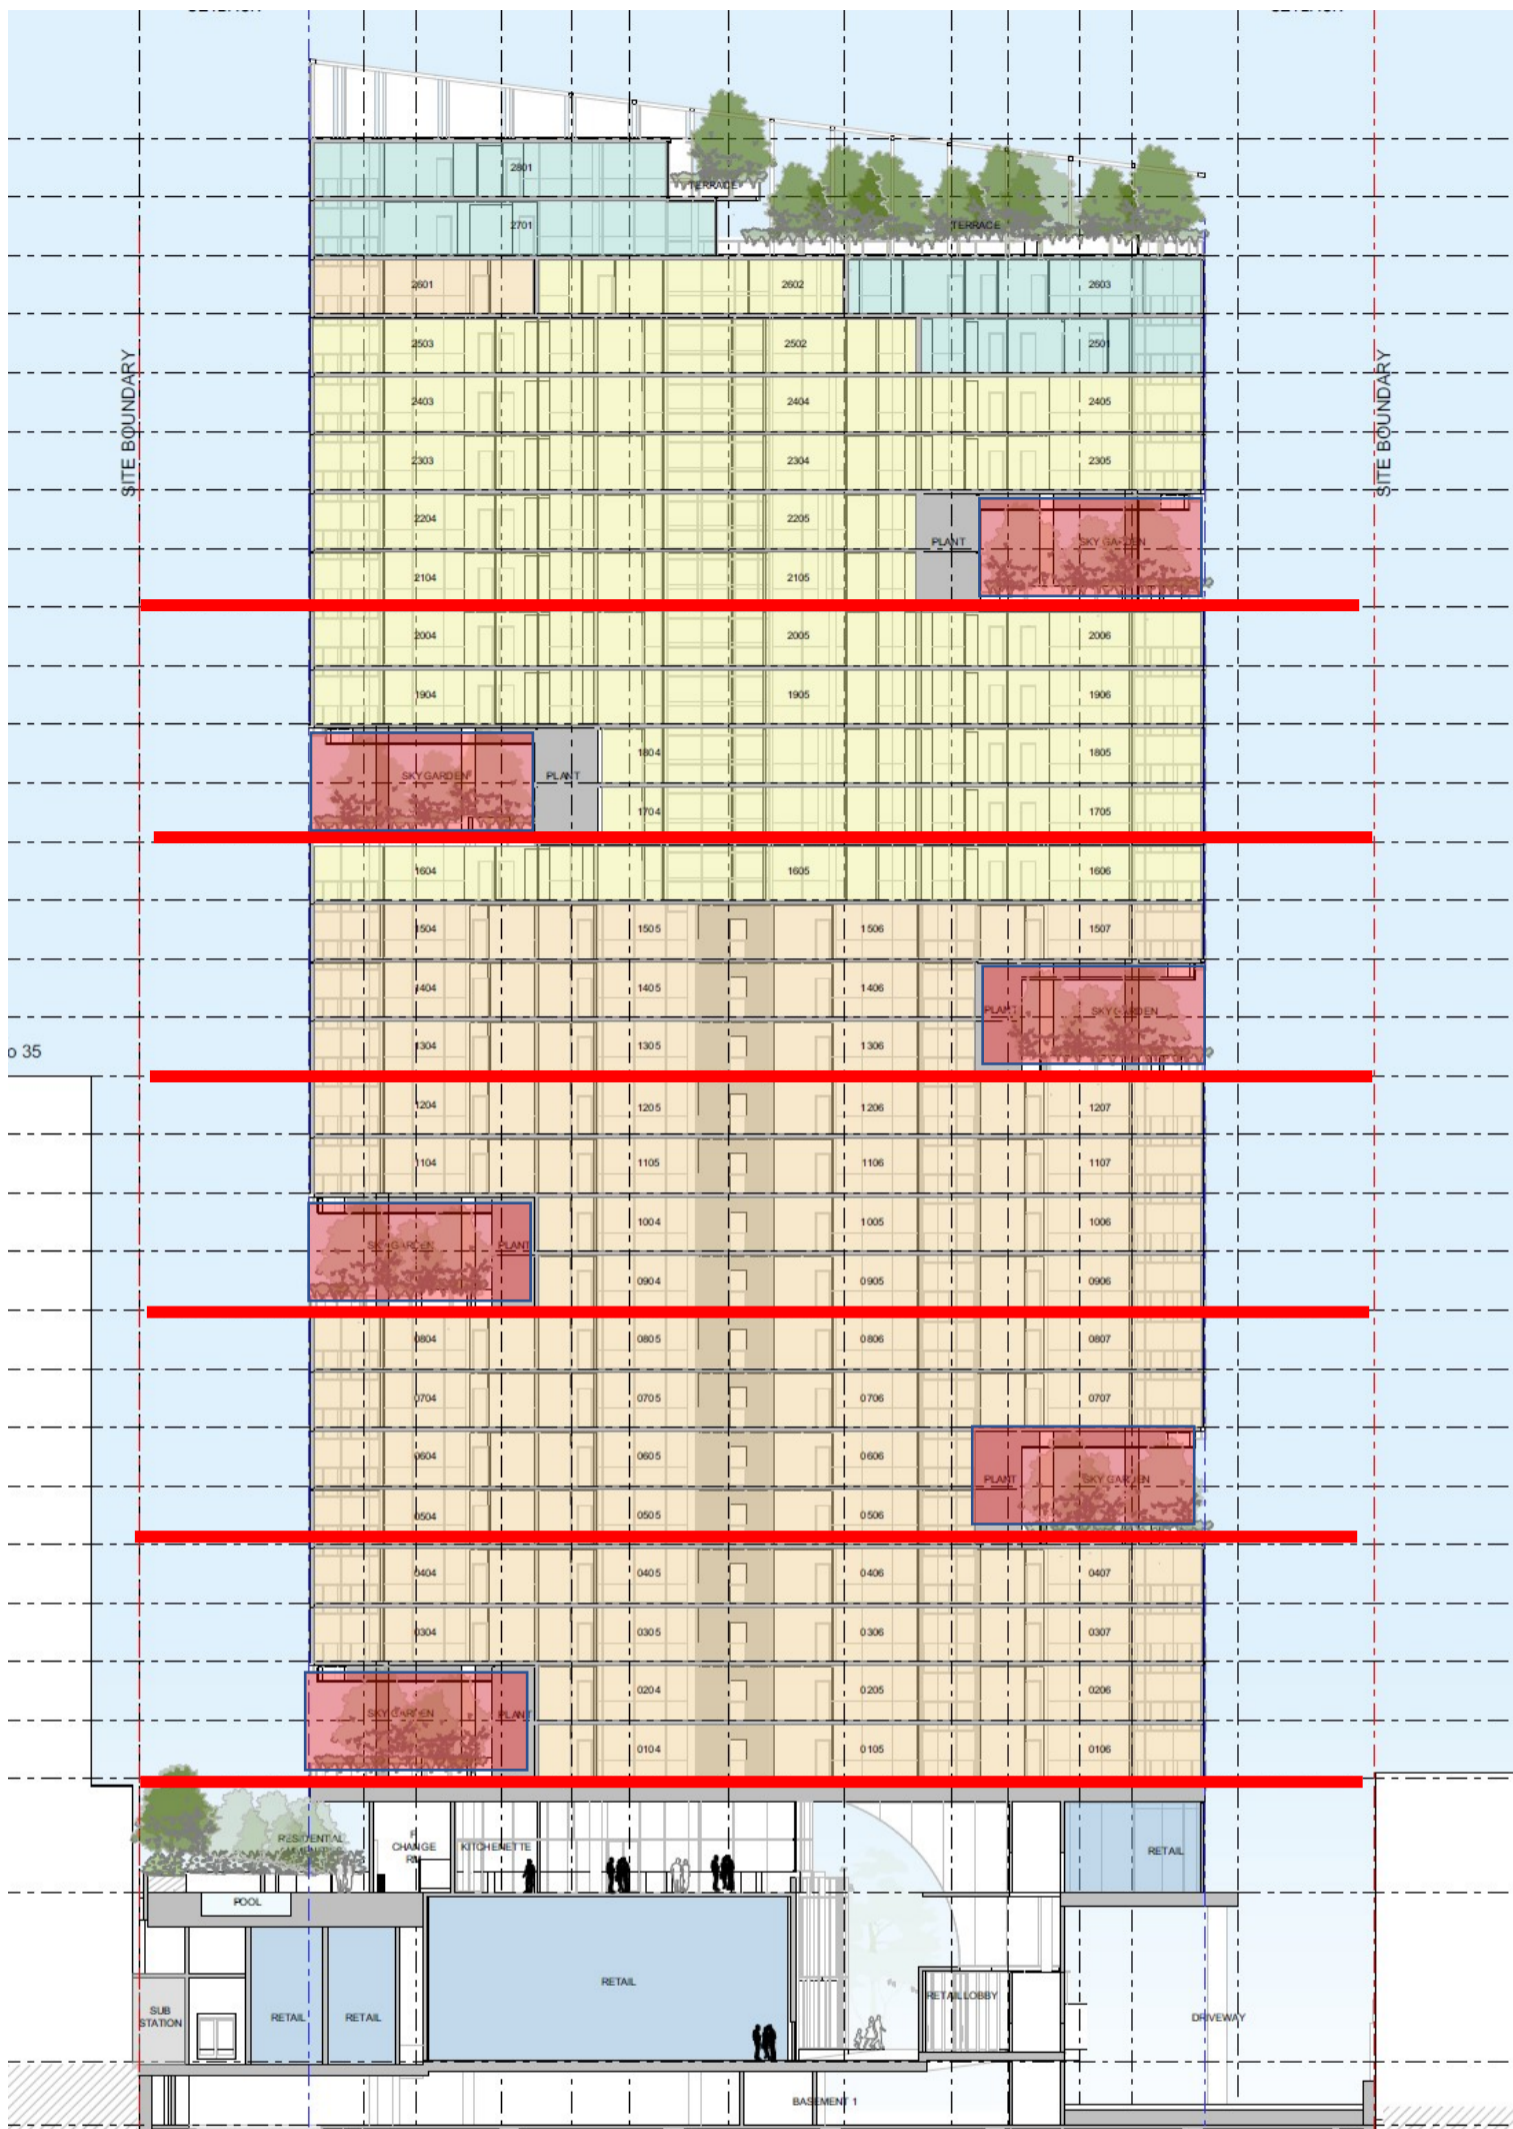 2801
TERRACE
2701
TERRACE
2601 2602 2603
SITE BOUNDARY
SITE BOUNDARY
2503 2502 2501
2403 2404 2405
2303 2304 2305
2204 2205
PLANT SKY GARDEN
2104 2105
2004 2005 2006
1904 1905 1906
1804 1805
SKY GARDEN PLANT
1704 1705
1604 1605 1606
1504 1505 1506 1507
1404 1405 1406
PLANT SKY GARDEN
1304 1305 1306
o 35
1204 1205 1206 1207
1104 1105 1106 1107
1004 1005 1006
SKY GARDEN PLANT
0904 0905 0906
0804 0805 0806 0807
0704 0705 0706 0707
0604 0605 0606
PLANT SKY GARDEN
0504 0505 0506
0404 0405 0406 0407
0304 0305 0306 0307
0204 0205 0206
SKY GARDEN PLANT
0104 0105 0106
RESIDENTIAL
CHANGE
RM
KITCHENETTE
RETAIL
POOL
RETAIL
RETAIL LOBBY
SUB
STATION
RETAIL RETAIL
DRIVEWAY
BASEMENT 1